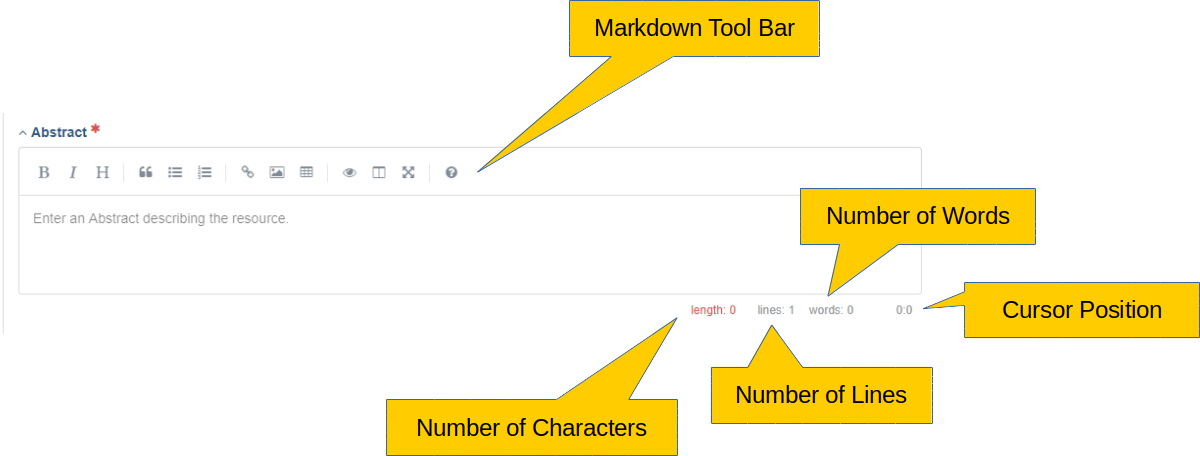 Markdown Tool Bar
Abstract *
B I H
Enter an Abstract describing the resource.
Number of Words
length: 0 lines: 1 words: 0 0:0
Cursor Position
Number of Lines
Number of Characters